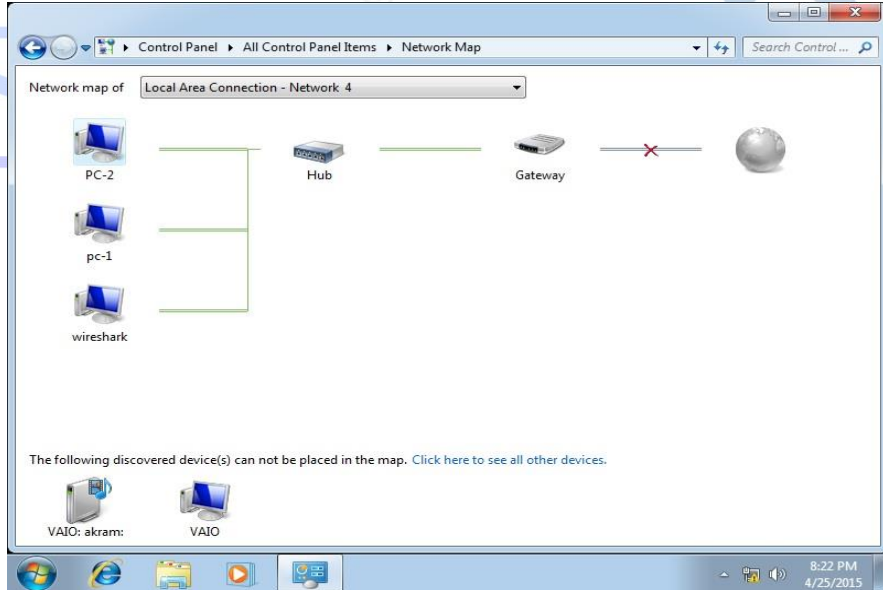 Control Panel ▸ All Control Panel Items ▸ Network Map
Search Control ...
Network map of Local Area Connection - Network 4
PC-2
Hub
Gateway
pc-1
wireshark
The following discovered device(s) can not be placed in the map. Click here to see all other devices.
VAIO: akram:
VAIO
8:22 PM
4/25/2015